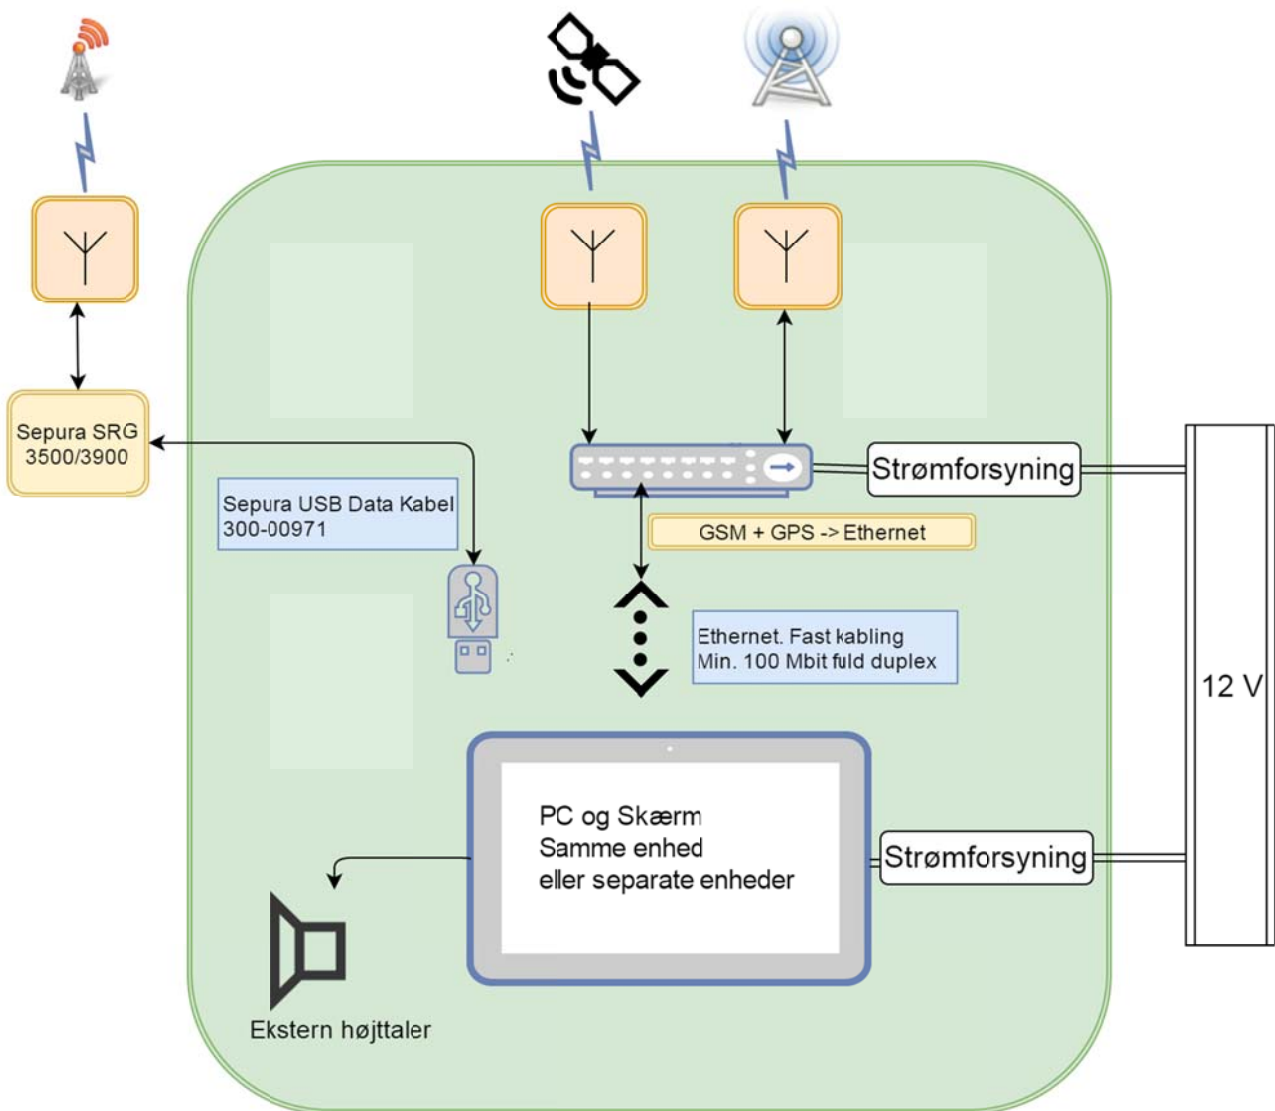 Sepura SRG
3500/3900
Strømforsyning
Sepura USB Data Kabel
300-00971
GSM + GPS -> Ethernet
Ethernet. Fast kabling
Min. 100 Mbit fuld duplex
12 V
PC og Skærm
Samme enhed
eller separate enheder
Strømforsyning
Ekstern højttaler